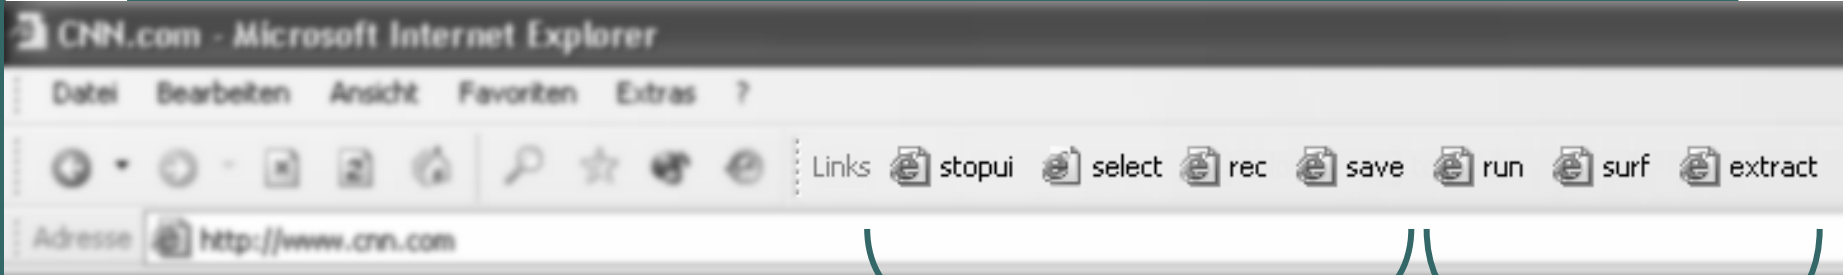 CNN.com - Microsoft Internet Explorer
Datei Bearbeiten Ansicht Favoriten Extras ?
Links stopui select rec save run surf extract
Adresse http://www.cnn.com